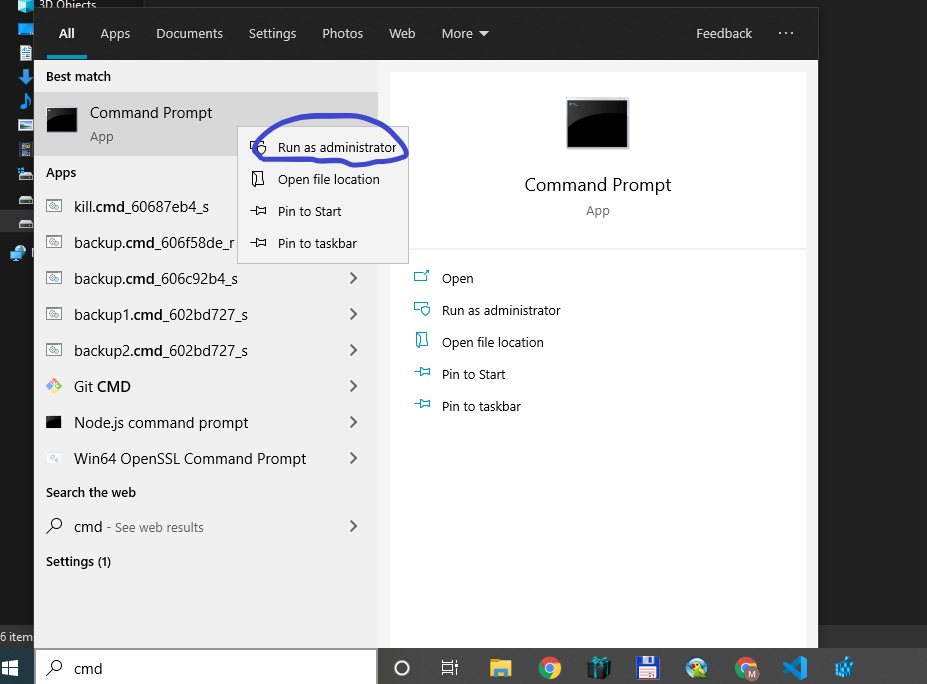 3D Objects
All Apps Documents Settings Photos Web More Feedback ...
Best match
Command Prompt
App
Run as administrator
Open file location
Pin to Start
Pin to taskbar
Apps
kill.cmd_60687eb4_s
backup.cmd_606f58de_r
backup.cmd_606c92b4_s
backup1.cmd_602bd727_s
backup2.cmd_602bd727_s
Git CMD
Node.js command prompt
Win64 OpenSSL Command Prompt
Search the web
cmd - See web results
Settings (1)
Command Prompt
App
Open
Run as administrator
Open file location
Pin to Start
Pin to taskbar
6 item
cmd
M